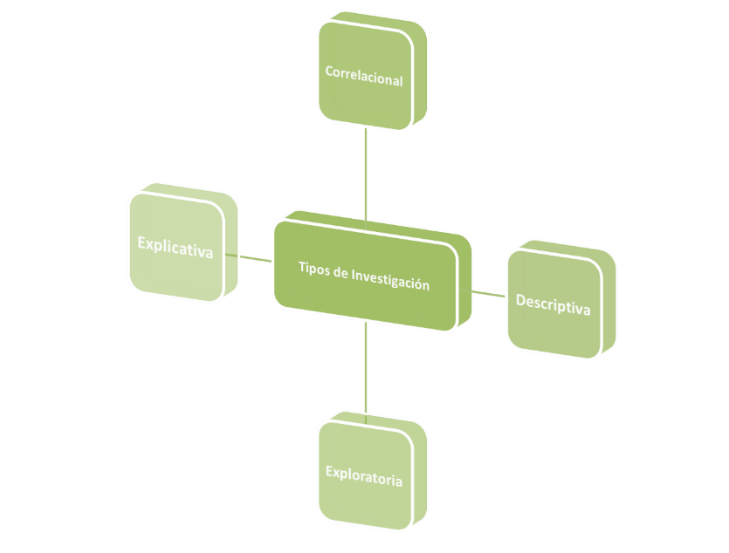 Correlacional
Explicativa
Tipos de Investigación
Descriptiva
Exploratoria